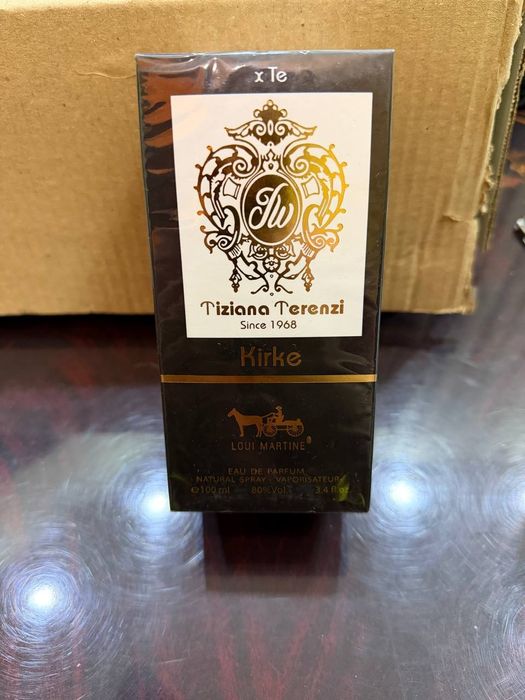 x Te
JW
Tiziana Terenzi
Since 1968
Kirke
LOUI MARTINE®
EAU DE PARFUM
NATURAL SPRAY - VAPORISATEUR
℮100 ml 80%Vol 3.4 fl.oz